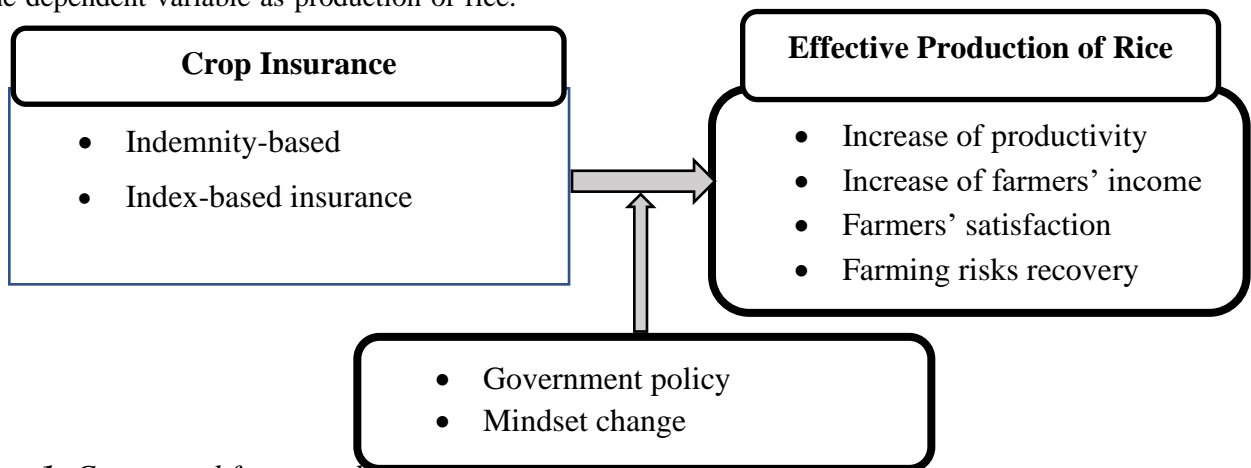 dependent variable as production of rice.
Crop Insurance
• Indemnity-based
• Index-based insurance
Effective Production of Rice
• Increase of productivity
• Increase of farmers’ income
• Farmers’ satisfaction
• Farming risks recovery
• Government policy
• Mindset change
1.